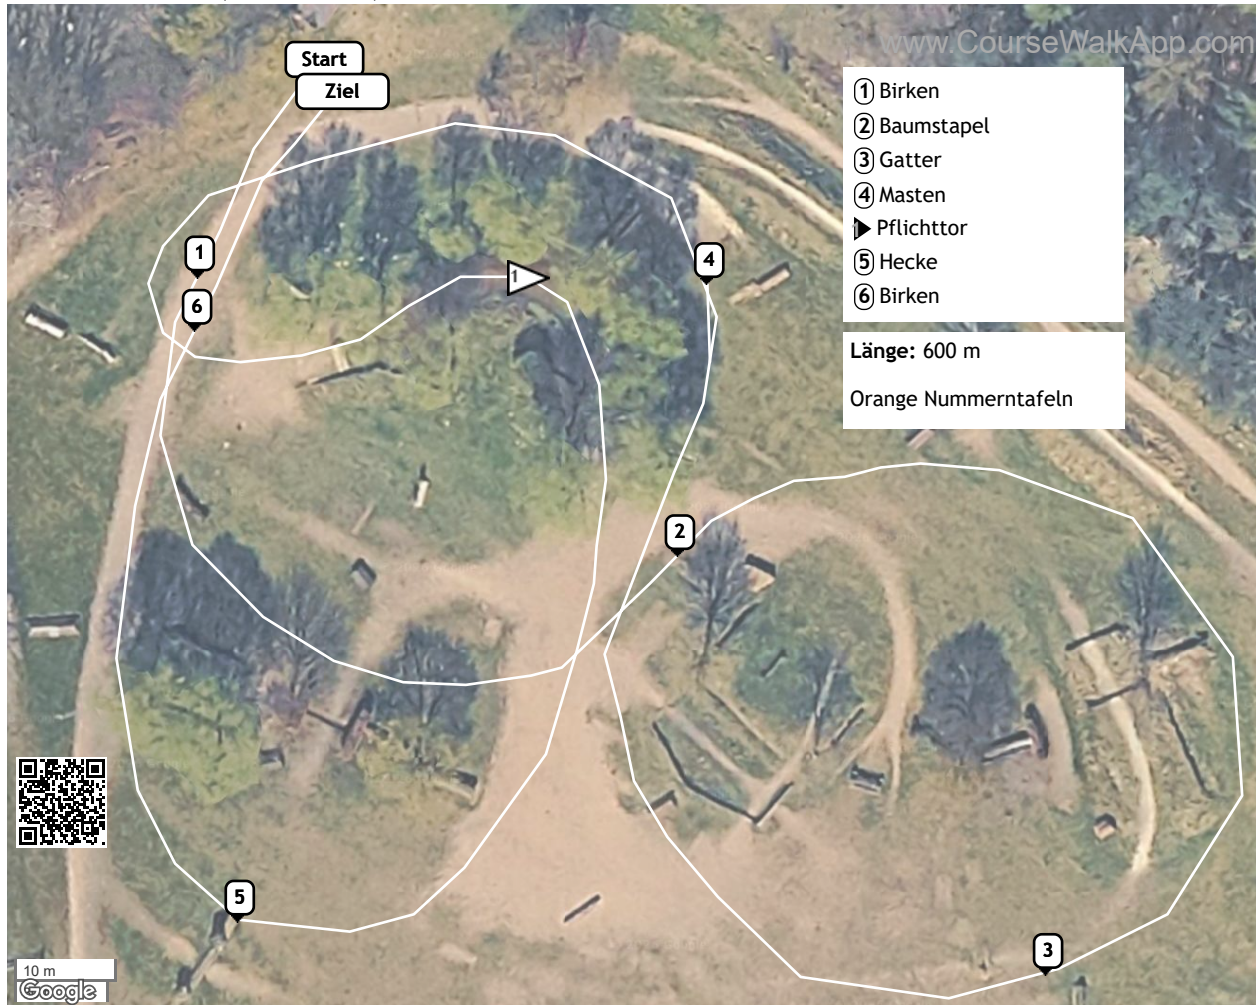 www.CourseWalkApp.com
Start
Ziel
1 Birken
2 Baumstapel
3 Gatter
4 Masten
Pflichttor
5 Hecke
6 Birken
Länge: 600 m
Orange Nummerntafeln
1
4
1
6
2
5
3
10 m
Google